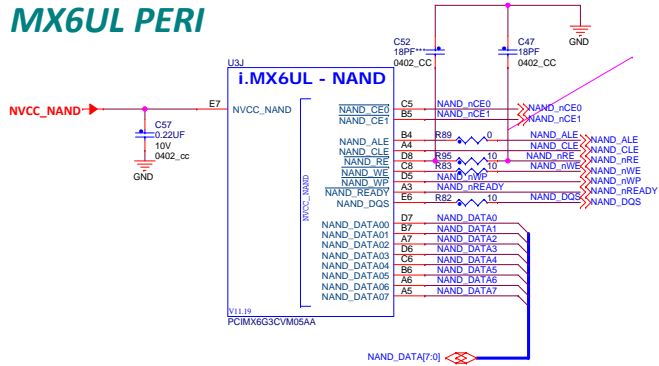 MX6UL PERI
C52
18PF***
0402_CC
C47
18PF
0402_CC
GND
U3J
i.MX6UL - NAND
NVCC_NAND
E7
NVCC_NAND
C57
0.22UF
10V
0402_cc
GND
NVCC_NAND
NAND_CE0
C5
NAND_nCE0
NAND_nCE0
NAND_CE1
B5
NAND_nCE1
NAND_nCE1
NAND_ALE
B4
R89
0
NAND_ALE
NAND_ALE
NAND_CLE
A4
NAND_CLE
NAND_CLE
NAND_RE
D8
R95
10
NAND_nRE
NAND_nRE
NAND_WE
C8
R83
10
NAND_nWE
NAND_nWE
NAND_WP
D5
NAND_nWP
NAND_nWP
NAND_READY
A3
NAND_nREADY
NAND_nREADY
NAND_DQS
E6
R82
10
NAND_DQS
NAND_DQS
NAND_DATA00
D7
NAND_DATA0
NAND_DATA01
B7
NAND_DATA1
NAND_DATA02
A7
NAND_DATA2
NAND_DATA03
D6
NAND_DATA3
NAND_DATA04
C6
NAND_DATA4
NAND_DATA05
B6
NAND_DATA5
NAND_DATA06
A6
NAND_DATA6
NAND_DATA07
A5
NAND_DATA7
V11.19
PCIMX6G3CVM05AA
NAND_DATA[7:0]